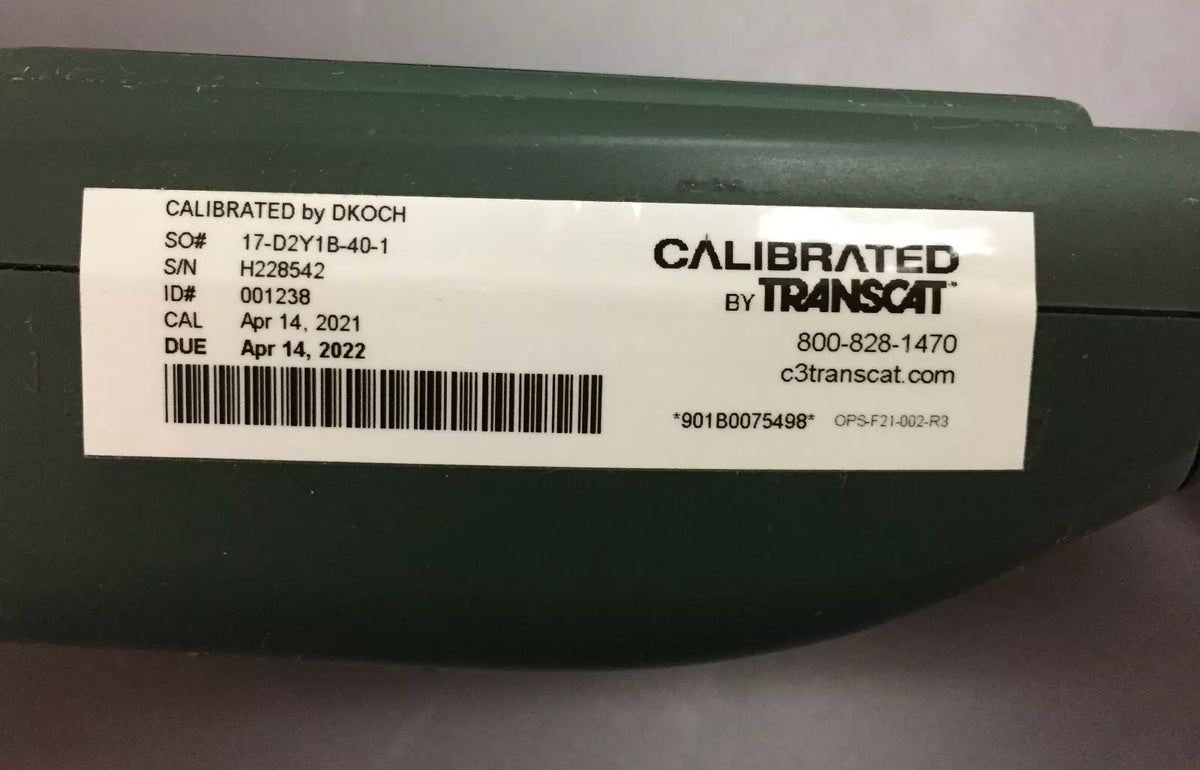 CALIBRATED by DKOCH
SO# 17-D2Y1B-40-1
S/N H228542
ID# 001238
CAL Apr 14, 2021
DUE Apr 14, 2022
CALIBRATED
BY TRANSCAT™
800-828-1470
c3transcat.com
*901B0075498* OPS-F21-002-R3